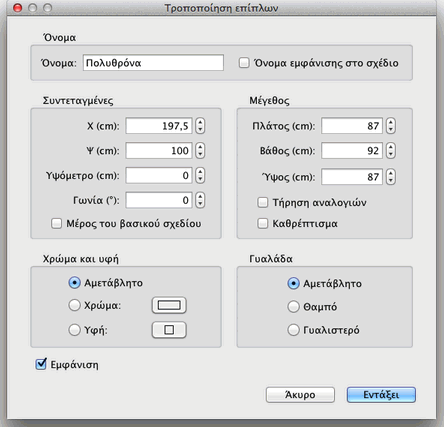 Τροποποίηση επίπλων
Όνομα
Όνομα: Πολυθρόνα Όνομα εμφάνισης στο σχέδιο
Συντεταγμένες
X (cm): 197,5
Ψ (cm): 100
Υψόμετρο (cm): 0
Γωνία (°): 0
Μέρος του βασικού σχεδίου
Μέγεθος
Πλάτος (cm): 87
Βάθος (cm): 92
Ύψος (cm): 87
Τήρηση αναλογιών
Καθρέπτισμα
Χρώμα και υφή
Αμετάβλητο
Χρώμα:
Υφή:
Γυαλάδα
Αμετάβλητο
Θαμπό
Γυαλιστερό
Εμφάνιση
Άκυρο Εντάξει